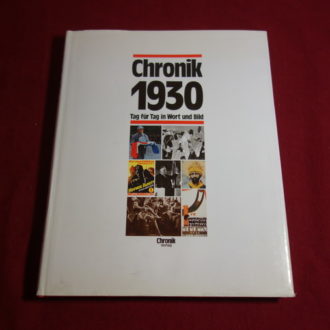 Chronik
1930
Tag für Tag in Wort und Bild
Chronik